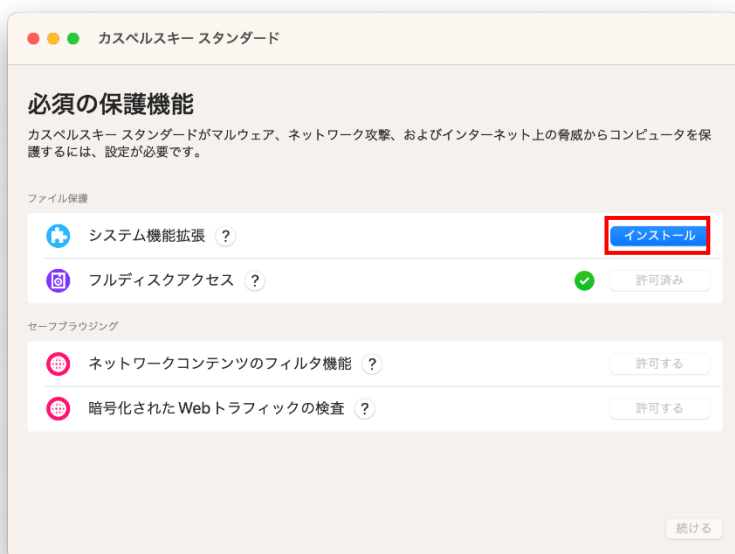 カスペルスキー スタンダード
必須の保護機能
カスペルスキー スタンダードがマルウェア、ネットワーク攻撃、およびインターネット上の脅威からコンピュータを保
護するには、設定が必要です。
ファイル保護
システム機能拡張 ? インストール
フルディスクアクセス ? 許可済み
セーフブラウジング
ネットワークコンテンツのフィルタ機能 ? 許可する
暗号化されたWebトラフィックの検査 ? 許可する
続ける